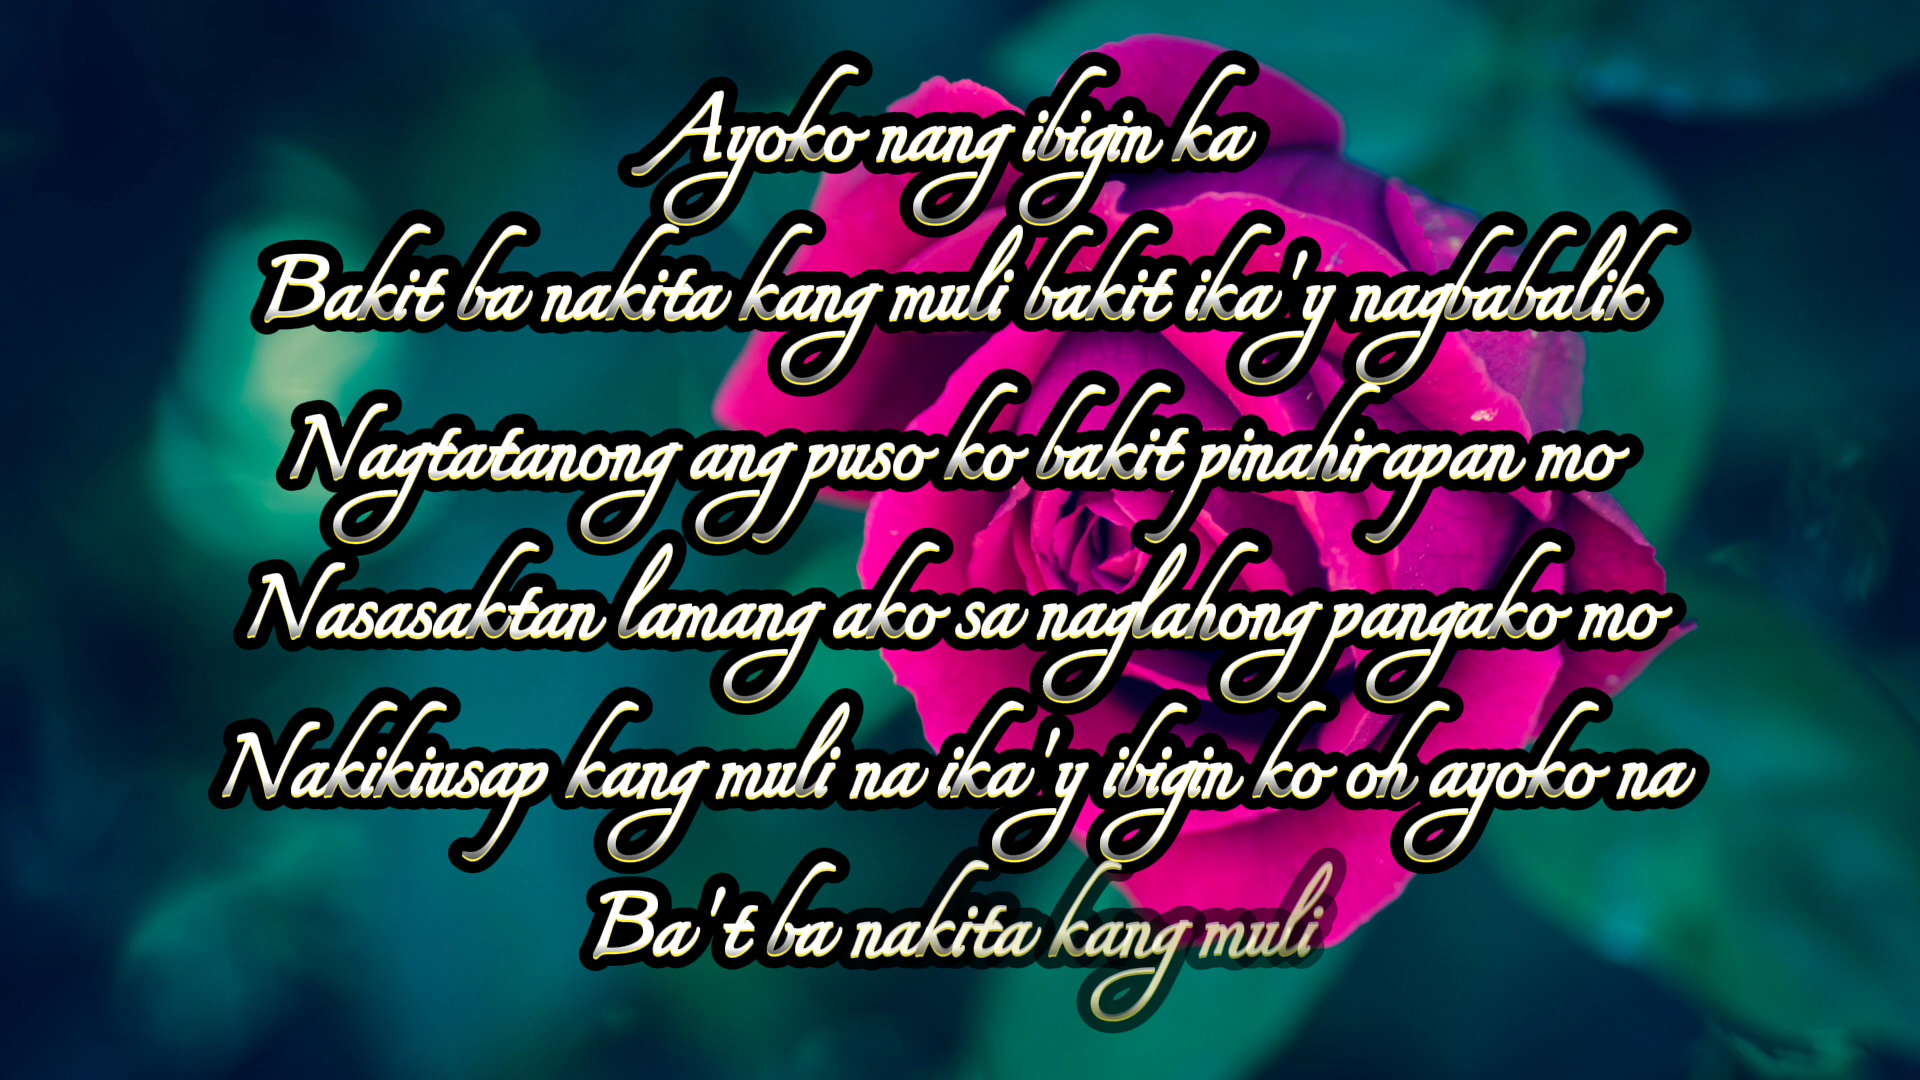 Ayoko nang ibigin ka
Bakit ba nakita kang muli bakit ika'y nagbabalik
Nagtatanong ang puso ko bakit pinahirapan mo
Nasasaktan lamang ako sa naglahong pangako mo
Nakikiusap kang muli na ika'y ibigin ko oh ayoko na
Ba't ba nakita kang muli